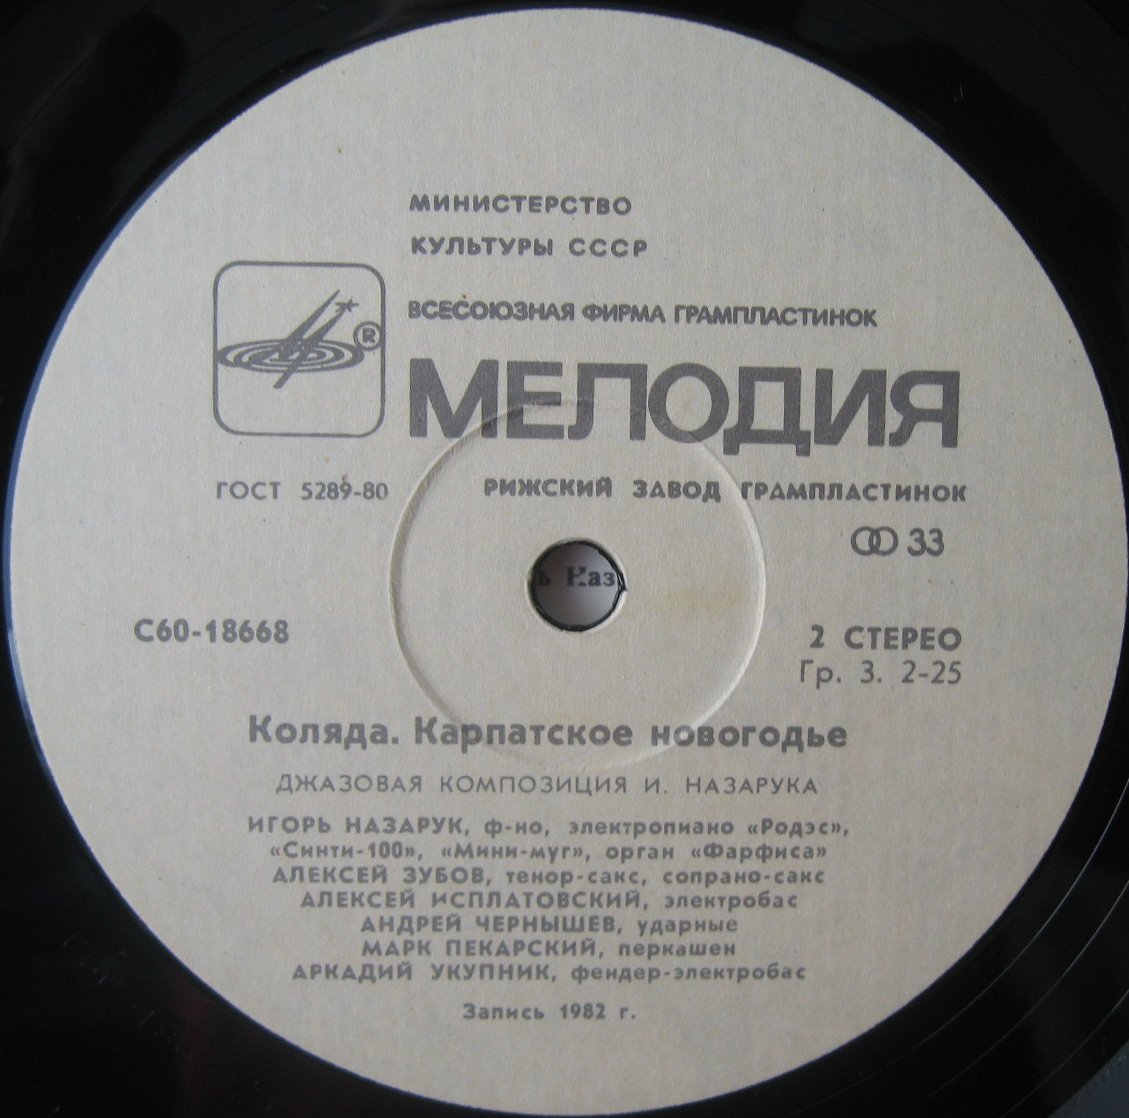 МИНИСТЕРСТВО
КУЛЬТУРЫ СССР
ВСЕСОЮЗНАЯ ФИРМА ГРАМПЛАСТИНОК
®
МЕЛОДИЯ
ГОСТ 5289-80
РИЖСКИЙ ЗАВОД ГРАМПЛАСТИНОК
33
ь Каз
С60-18668
2 СТЕРЕО
Гр. 3. 2-25
Коляда. Карпатское новогодье
ДЖАЗОВАЯ КОМПОЗИЦИЯ И. НАЗАРУКА
ИГОРЬ НАЗАРУК, ф-но, электропиано «Родэс»,
«Синти-100», «Мини-муг», орган «Фарфиса»
АЛЕКСЕЙ ЗУБОВ, тенор-сакс, сопрано-сакс
АЛЕКСЕЙ ИСПЛАТОВСКИЙ, электробас
АНДРЕЙ ЧЕРНЫШЕВ, ударные
МАРК ПЕКАРСКИЙ, перкашен
АРКАДИЙ УКУПНИК, фендер-электробас
Запись 1982 г.